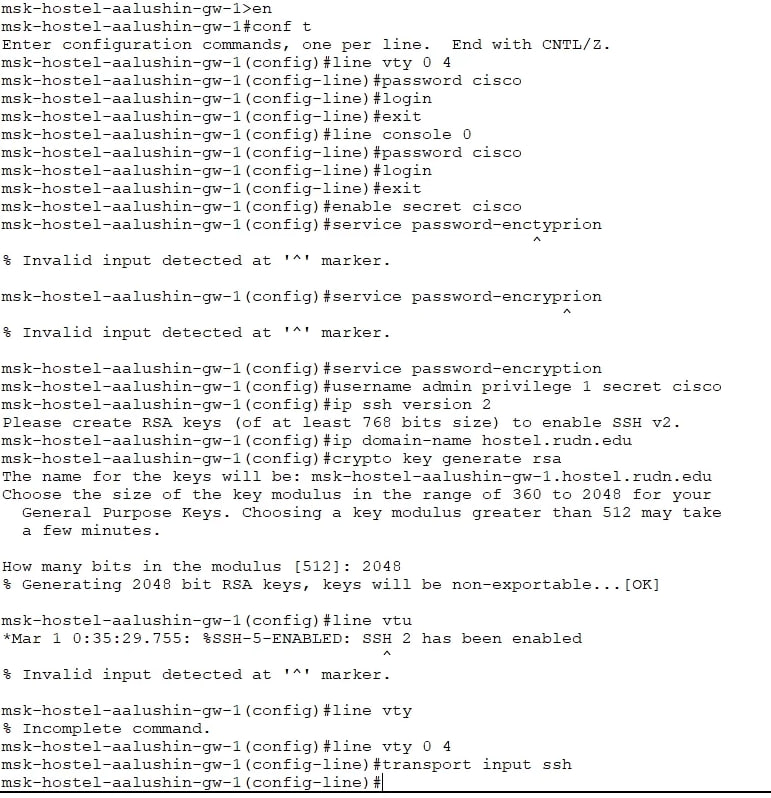 msk-hostel-aalushin-gw-1>en
msk-hostel-aalushin-gw-1#conf t
Enter configuration commands, one per line.  End with CNTL/Z.
msk-hostel-aalushin-gw-1(config)#line vty 0 4
msk-hostel-aalushin-gw-1(config-line)#password cisco
msk-hostel-aalushin-gw-1(config-line)#login
msk-hostel-aalushin-gw-1(config-line)#exit
msk-hostel-aalushin-gw-1(config)#line console 0
msk-hostel-aalushin-gw-1(config-line)#password cisco
msk-hostel-aalushin-gw-1(config-line)#login
msk-hostel-aalushin-gw-1(config-line)#exit
msk-hostel-aalushin-gw-1(config)#enable secret cisco
msk-hostel-aalushin-gw-1(config)#service password-enctyprion
^
% Invalid input detected at '^' marker.
msk-hostel-aalushin-gw-1(config)#service password-encryprion
^
% Invalid input detected at '^' marker.
msk-hostel-aalushin-gw-1(config)#service password-encryption
msk-hostel-aalushin-gw-1(config)#username admin privilege 1 secret cisco
msk-hostel-aalushin-gw-1(config)#ip ssh version 2
Please create RSA keys (of at least 768 bits size) to enable SSH v2.
msk-hostel-aalushin-gw-1(config)#ip domain-name hostel.rudn.edu
msk-hostel-aalushin-gw-1(config)#crypto key generate rsa
The name for the keys will be: msk-hostel-aalushin-gw-1.hostel.rudn.edu
Choose the size of the key modulus in the range of 360 to 2048 for your
General Purpose Keys. Choosing a key modulus greater than 512 may take
a few minutes.
How many bits in the modulus [512]: 2048
% Generating 2048 bit RSA keys, keys will be non-exportable...[OK]
msk-hostel-aalushin-gw-1(config)#line vtu
*Mar 1 0:35:29.755: %SSH-5-ENABLED: SSH 2 has been enabled
^
% Invalid input detected at '^' marker.
msk-hostel-aalushin-gw-1(config)#line vty
% Incomplete command.
msk-hostel-aalushin-gw-1(config)#line vty 0 4
msk-hostel-aalushin-gw-1(config-line)#transport input ssh
msk-hostel-aalushin-gw-1(config-line)#